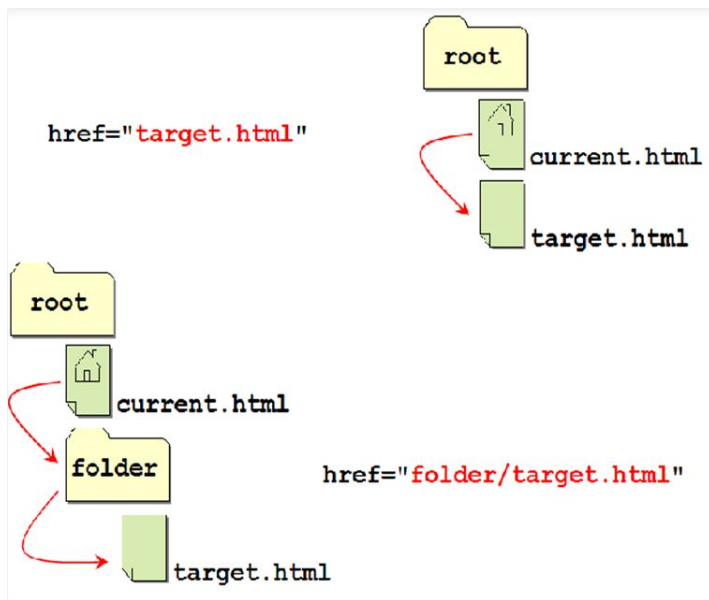 root
href="target.html"
current.html
target.html
root
current.html
folder
href="folder/target.html"
target.html